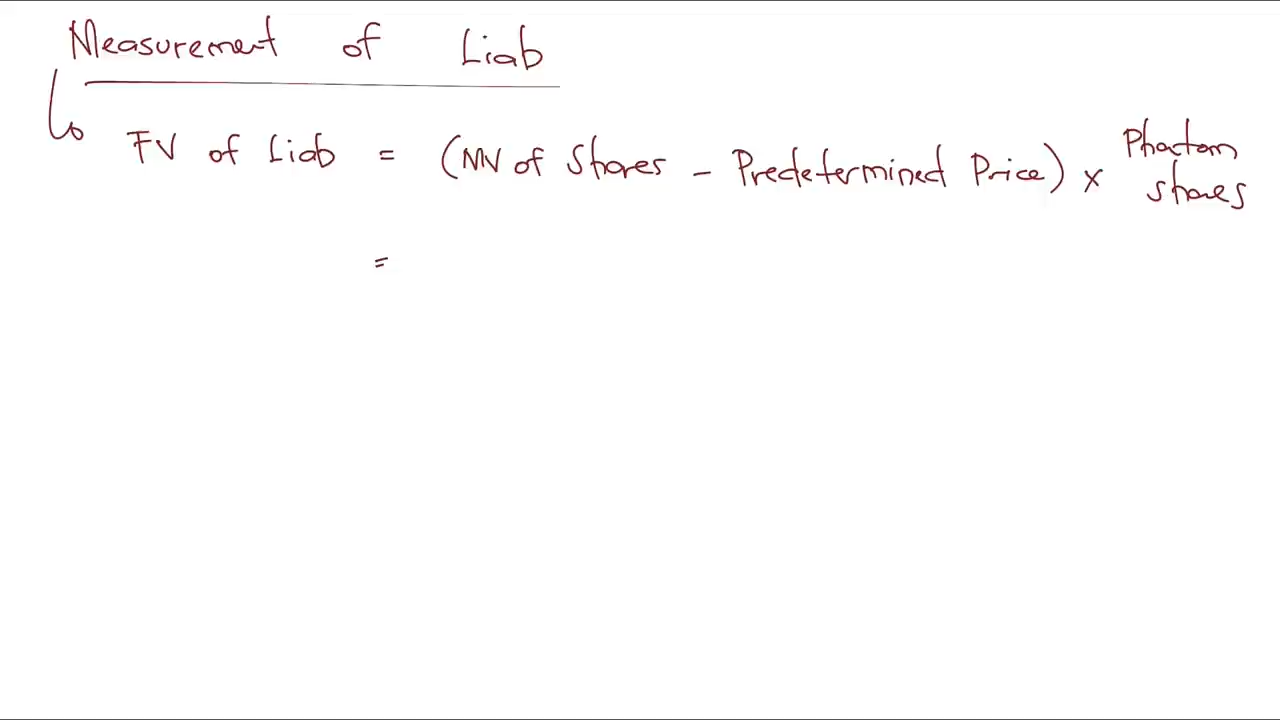 Measurement of Liab
FV of Liab = (MV of Shares - Predetermined Price) x Phantom shares
=